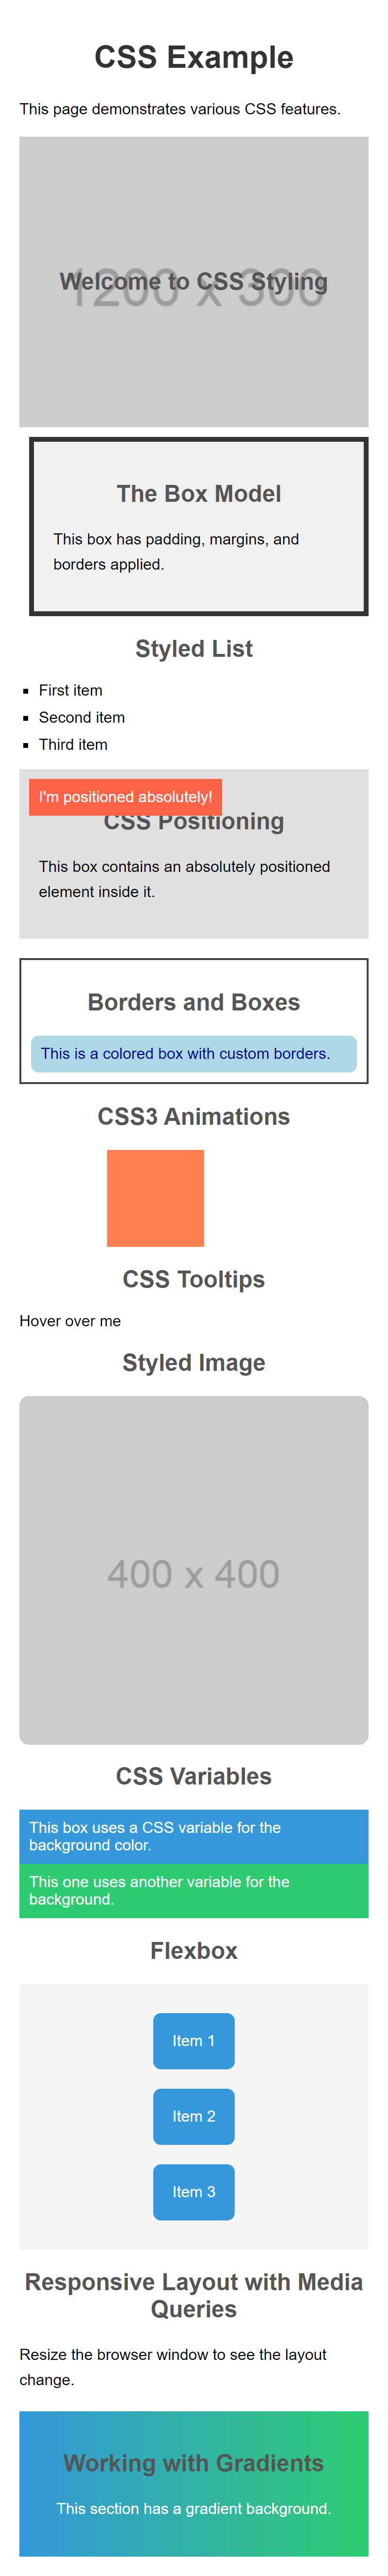 CSS Example
This page demonstrates various CSS features.
1200 x 300
Welcome to CSS Styling
The Box Model
This box has padding, margins, and
borders applied.
Styled List
First item
Second item
Third item
I'm positioned absolutely!
CSS Positioning
This box contains an absolutely positioned
element inside it.
Borders and Boxes
This is a colored box with custom borders.
CSS3 Animations
CSS Tooltips
Hover over me
Styled Image
400 x 400
CSS Variables
This box uses a CSS variable for the
background color.
This one uses another variable for the
background.
Flexbox
Item 1
Item 2
Item 3
Responsive Layout with Media
Queries
Resize the browser window to see the layout
change.
Working with Gradients
This section has a gradient background.